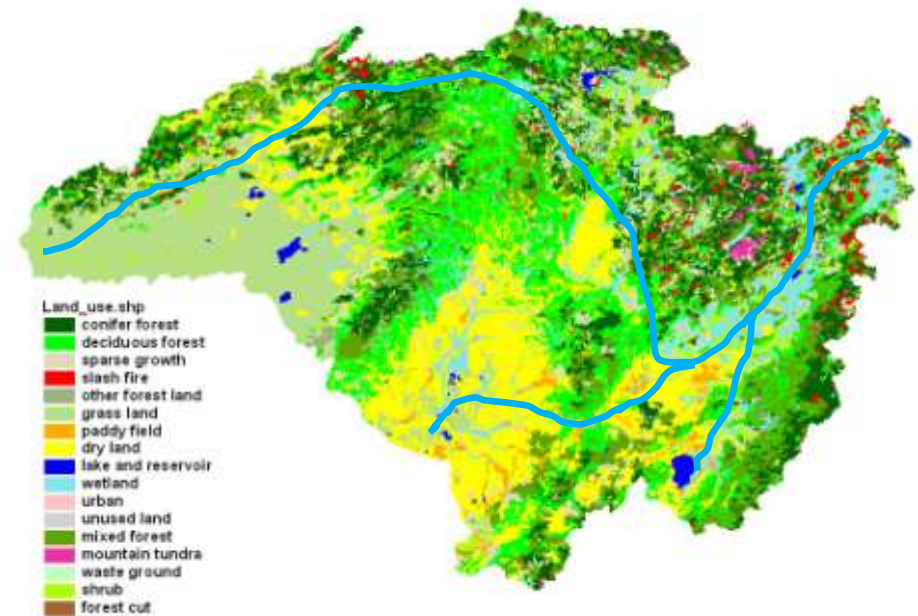 Land_use.shp
conifer forest
deciduous forest
sparse growth
slash fire
other forest land
grass land
paddy field
dry land
lake and reservoir
wetland
urban
unused land
mixed forest
mountain tundra
waste ground
shrub
forest cut